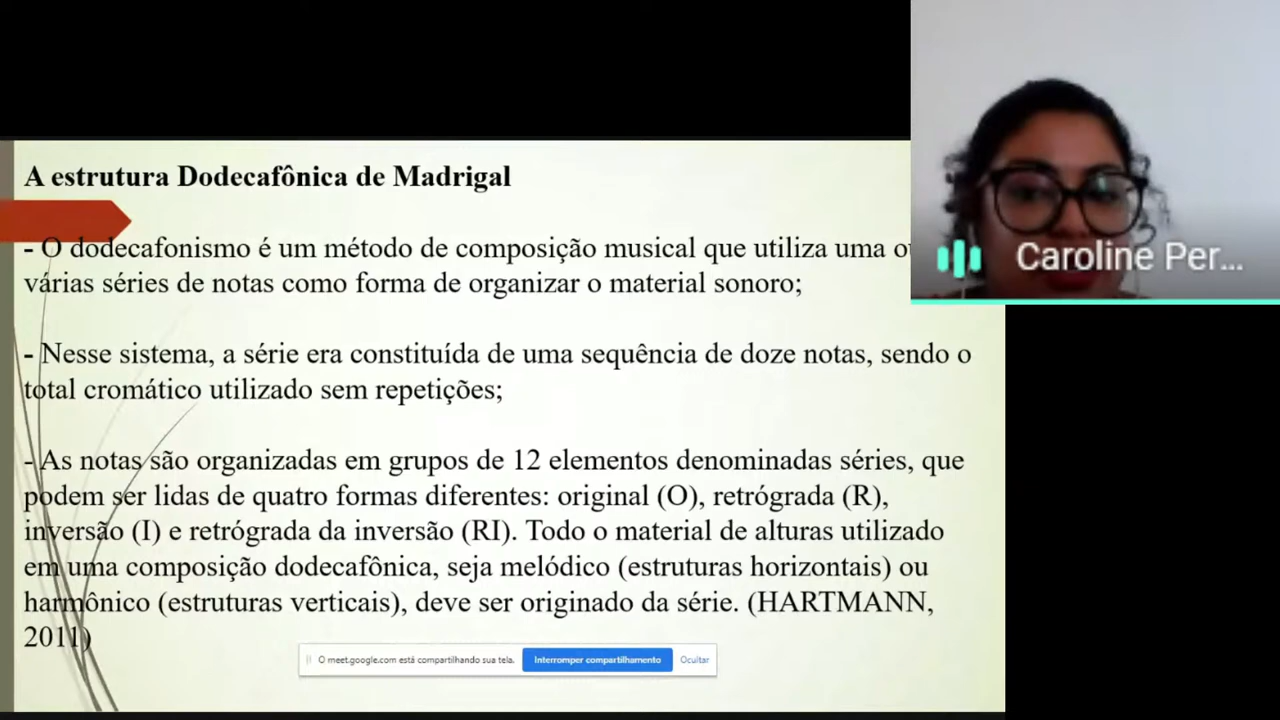 A estrutura Dodecafônica de Madrigal
- O dodecafonismo é um método de composição musical que utiliza uma
várias séries de notas como forma de organizar o material sonoro;
- Nesse sistema, a série era constituída de uma sequência de doze notas, sendo o
total cromático utilizado sem repetições;
- As notas são organizadas em grupos de 12 elementos denominadas séries, que
podem ser lidas de quatro formas diferentes: original (O), retrógrada (R),
inversão (I) e retrógrada da inversão (RI). Todo o material de alturas utilizado
em uma composição dodecafônica, seja melódico (estruturas horizontais) ou
harmônico (estruturas verticais), deve ser originado da série. (HARTMANN,
2011)
Caroline Per...
O meet.google.com está compartilhando sua tela.
Interromper compartilhamento
Ocultar